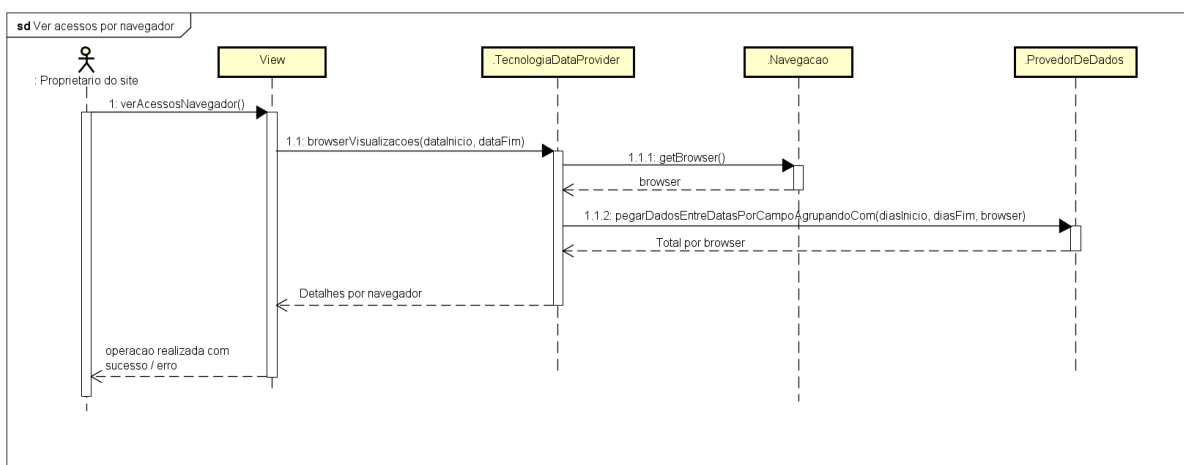 sd Ver acessos por navegador
: Proprietario do site
View
.TecnologiaDataProvider
.Navegacao
.ProvedorDeDados
1: verAcessosNavegador()
1.1: browserVisualizacoes(dataInicio, dataFim)
1.1.1: getBrowser()
browser
1.1.2: pegarDadosEntreDatasPorCampoAgrupandoCom(diasInicio, diasFim, browser)
Total por browser
Detalhes por navegador
operacao realizada com
sucesso / erro